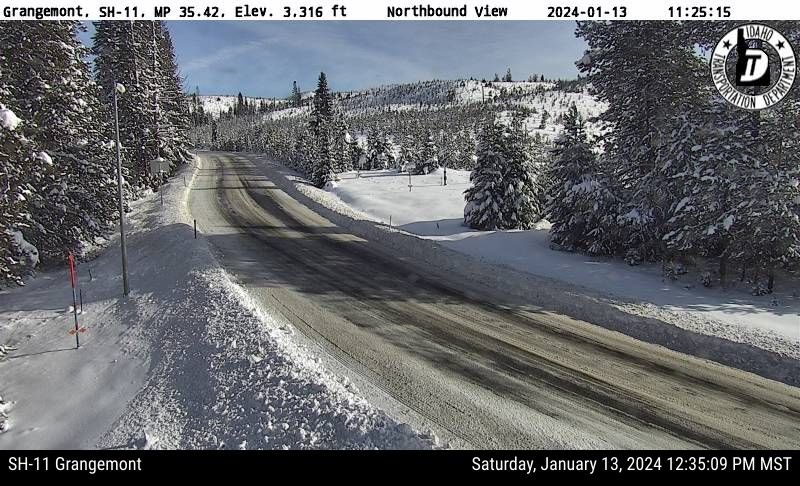 Grangemont, SH-11, MP 35.42, Elev. 3,316 ft Northbound View 2024-01-13 11:25:15
IDAHO
TRANSPORTATION DEPARTMENT
SH-11 Grangemont Saturday, January 13, 2024 12:35:09 PM MST